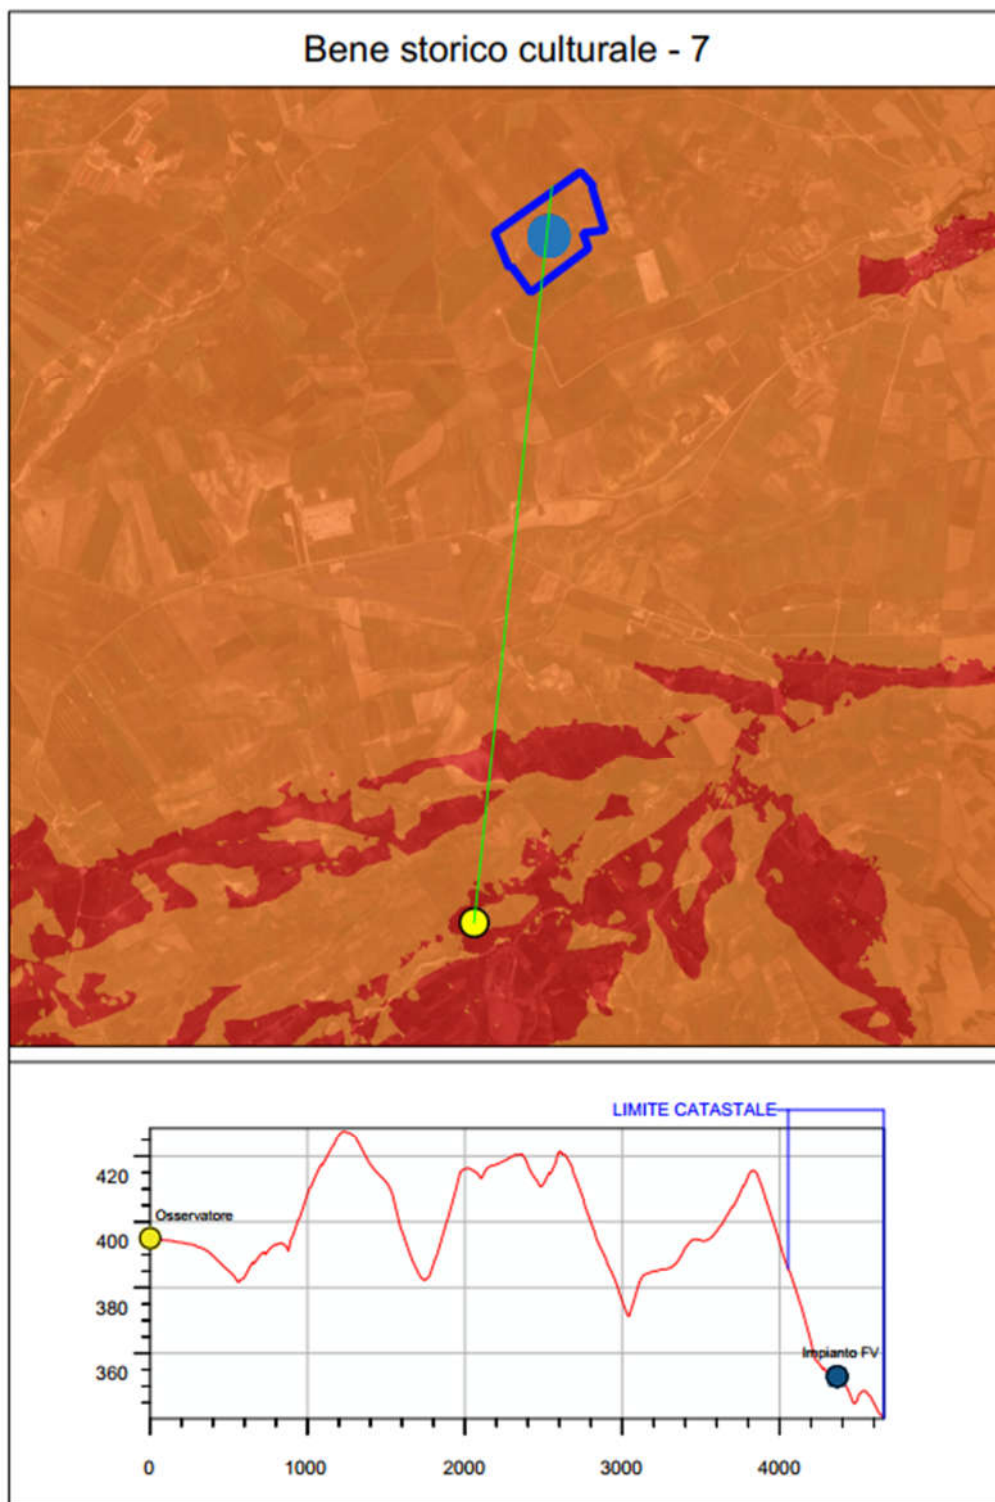 Bene storico culturale - 7
LIMITE CATASTALE
420
Osservatore
400
380
Impianto FV
360
0 1000 2000 3000 4000